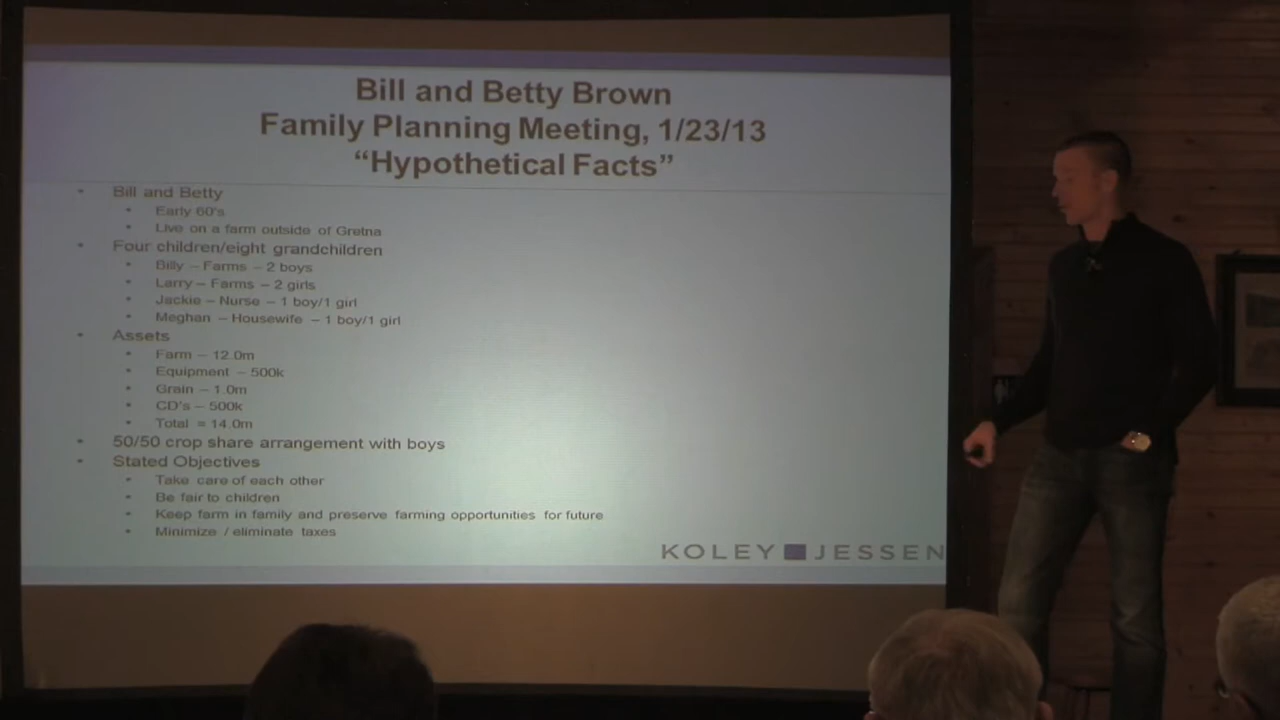 Bill and Betty Brown
Family Planning Meeting, 1/23/13
“Hypothetical Facts”
• Bill and Betty
• Early 60's
• Live on a farm outside of Gretna
• Four children/eight grandchildren
• Billy – Farms – 2 boys
• Larry – Farms – 2 girls
• Jackie – Nurse – 1 boy/1 girl
• Meghan – Housewife – 1 boy/1 girl
• Assets
• Farm – 12.0m
• Equipment – 500k
• Grain – 1.0m
• CD's – 500k
• Total = 14.0m
• 50/50 crop share arrangement with boys
• Stated Objectives
• Take care of each other
• Be fair to children
• Keep farm in family and preserve farming opportunities for future
• Minimize / eliminate taxes
KOLEY JESSEN